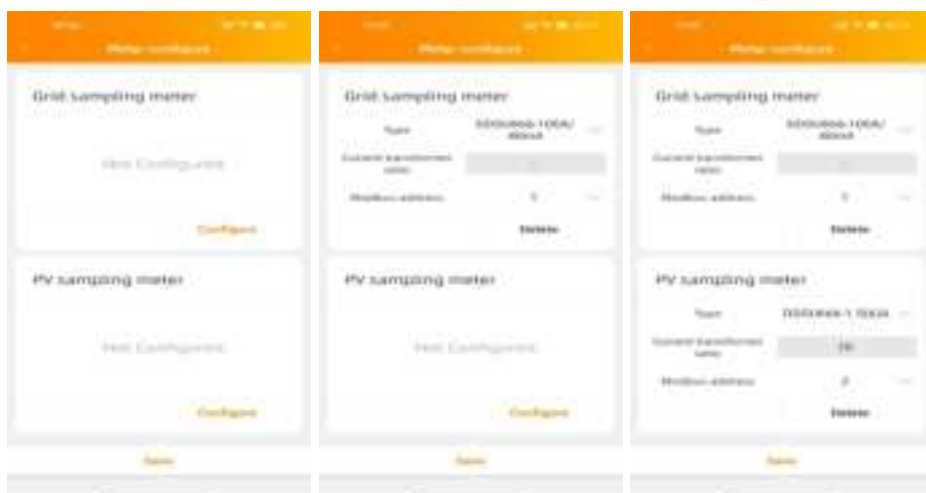 Meter configure
Grid sampling meter
Not Configured
Configure
PV sampling meter
Not Configured
Configure
Save
Meter configure
Grid sampling meter
Type
Current transformer ratio
Modbus address
1
Delete
PV sampling meter
Not Configured
Configure
Save
Meter configure
Grid sampling meter
Type
Current transformer ratio
Modbus address
1
Delete
PV sampling meter
Type
Current transformer ratio
Modbus address
2
Delete
Save